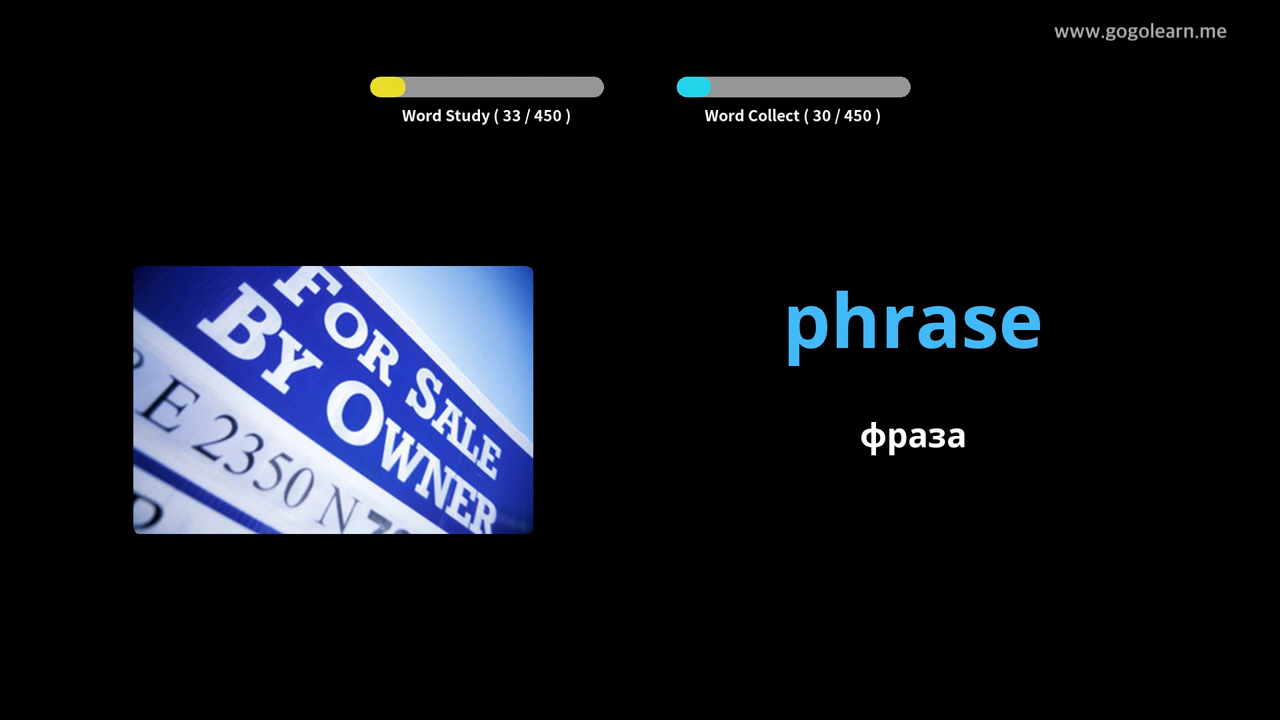 www.gogolearn.me
Word Study ( 33 / 450 )
Word Collect ( 30 / 450 )
FOR SALE
BY OWNER
E 2350 N
phrase
фраза